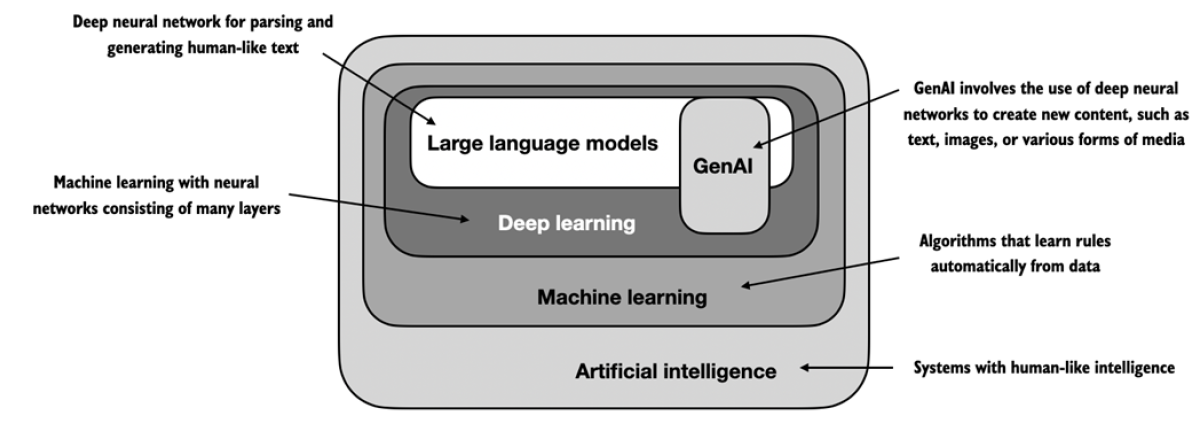 Deep neural network for parsing and
generating human-like text
GenAI involves the use of deep neural
networks to create new content, such as
text, images, or various forms of media
Large language models
GenAI
Machine learning with neural
networks consisting of many layers
Deep learning
Algorithms that learn rules
automatically from data
Machine learning
Artificial intelligence
Systems with human-like intelligence